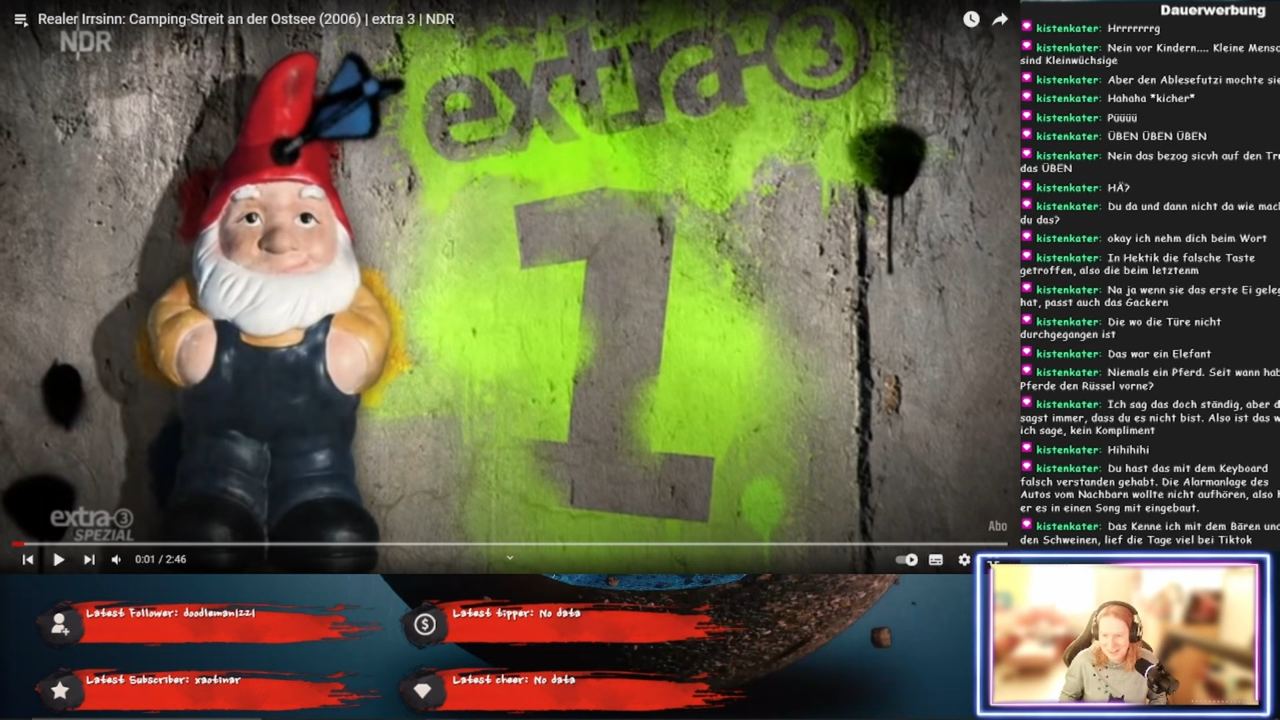 Realer Irrsinn: Camping-Streit an der Ostsee (2006) | extra 3 | NDR
NDR
extra 3
1.
extra 3
SPEZIAL
Abo
0:01 / 2:46
Dauerwerbung
kistenkater: Hrrrrrrrg
kistenkater: Nein vor Kindern.... Kleine
sind Kleinwüchsige
kistenkater: Aber den Ablesefutzi mochte
kistenkater: Hahaha *kicher*
kistenkater: Püüüü
kistenkater: ÜBEN ÜBEN ÜBEN
kistenkater: Nein das bezog sicvh auf den
das ÜBEN
kistenkater: HÄ?
kistenkater: Du da und dann nicht da wie
du das?
kistenkater: okay ich nehm dich beim Wort
kistenkater: In Hektik die falsche Taste
getroffen, also die beim letztenm
kistenkater: Na ja wenn sie das erste Ei
hat, passt auch das Gackern
kistenkater: Die wo die Türe nicht
durchgegangen ist
kistenkater: Das war ein Elefant
kistenkater: Niemals ein Pferd. Seit wann
Pferde den Rüssel vorne?
kistenkater: Ich sag das doch ständig, aber
sagst immer, dass du es nicht bist. Also ist das
ich sage, kein Kompliment
kistenkater: Hihihihi
kistenkater: Du hast das mit dem Keyboard
falsch verstanden gehabt. Die Alarmanlage des
Autos vom Nachbarn wollte nicht aufhören, also
er es in einen Song mit eingebaut.
kistenkater: Das Kenne ich mit dem Bären
den Schweinen, lief die Tage viel bei Tiktok
Latest Follower: doodleman1221
Latest tipper: No data
Latest Subscriber: xaotinar
Latest cheer: No data